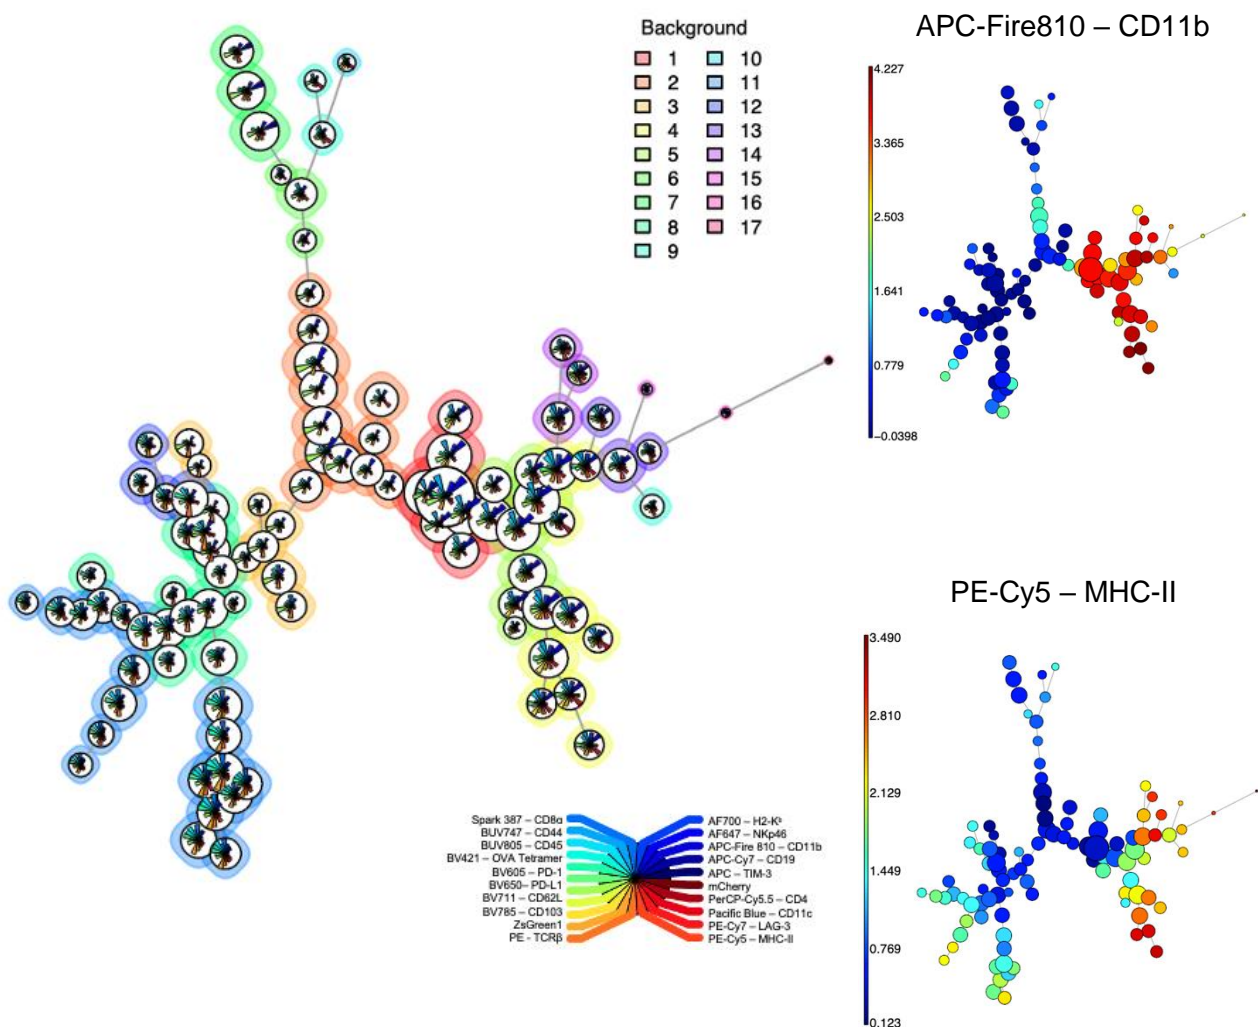 Background
1 10
2 11
3 12
4 13
5 14
6 15
7 16
8 17
9
APC-Fire810 – CD11b
4.227
3.365
2.503
1.641
0.779
−0.0398
PE-Cy5 – MHC-II
3.490
2.810
2.129
1.449
0.769
0.123
Spark 387 – CD8α
BUV747 – CD44
BUV805 – CD45
BV421 – OVA Tetramer
BV605 – PD-1
BV650– PD-L1
BV711 – CD62L
BV785 – CD103
ZsGreen1
PE - TCRβ
AF700 – H2-Kᵇ
AF647 – NKp46
APC-Fire 810 – CD11b
APC-Cy7 – CD19
APC – TIM-3
mCherry
PerCP-Cy5.5 – CD4
Pacific Blue – CD11c
PE-Cy7 – LAG-3
PE-Cy5 – MHC-II